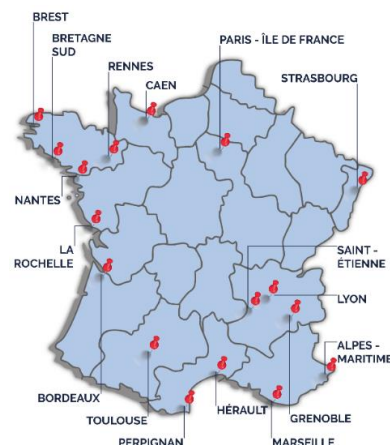 BREST
BRETAGNE
SUD
RENNES
CAEN
PARIS - ÎLE DE FRANCE
STRASBOURG
NANTES
LA
ROCHELLE
SAINT -
ÉTIENNE
LYON
ALPES -
MARITIME
BORDEAUX
TOULOUSE
HÉRAULT
GRENOBLE
PERPIGNAN
MARSEILLE